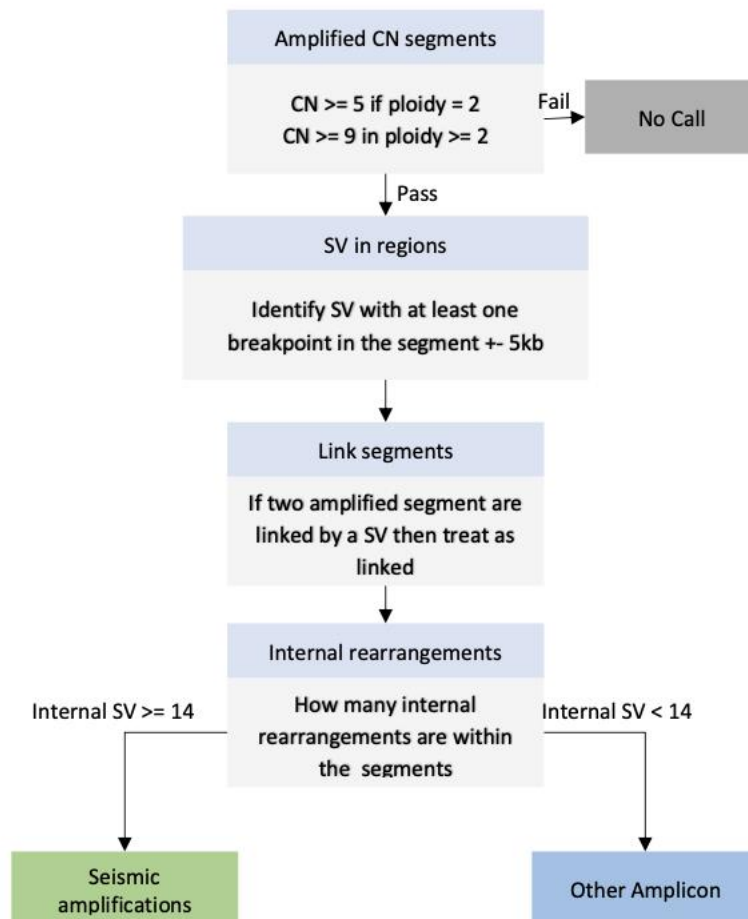 Amplified CN segments
CN >= 5 if ploidy = 2
CN >= 9 in ploidy >= 2
Fail
No Call
Pass
SV in regions
Identify SV with at least one
breakpoint in the segment +- 5kb
Link segments
If two amplified segment are
linked by a SV then treat as
linked
Internal rearrangements
How many internal
rearrangements are within
the segments
Internal SV >= 14
Internal SV < 14
Seismic
amplifications
Other Amplicon